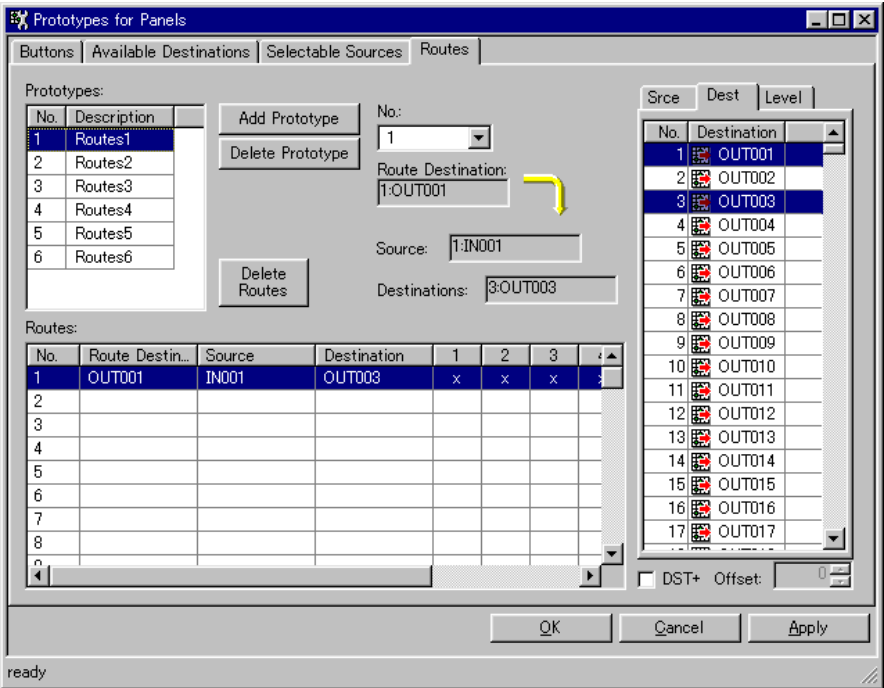 Prototypes for Panels
Buttons Available Destinations Selectable Sources Routes
Prototypes:
No. Description
1 Routes1
2 Routes2
3 Routes3
4 Routes4
5 Routes5
6 Routes6
Add Prototype
Delete Prototype
Delete
Routes
No.:
1
Route Destination:
1:OUT001
Source: 1:IN001
Destinations: 3:OUT003
Routes:
No. Route Destin... Source Destination 1 2 3
1 OUT001 IN001 OUT003 x x x
2
3
4
5
6
7
8
Srce Dest Level
No. Destination
1 OUT001
2 OUT002
3 OUT003
4 OUT004
5 OUT005
6 OUT006
7 OUT007
8 OUT008
9 OUT009
10 OUT010
11 OUT011
12 OUT012
13 OUT013
14 OUT014
15 OUT015
16 OUT016
17 OUT017
DST+ Offset: 0
OK Cancel Apply
ready